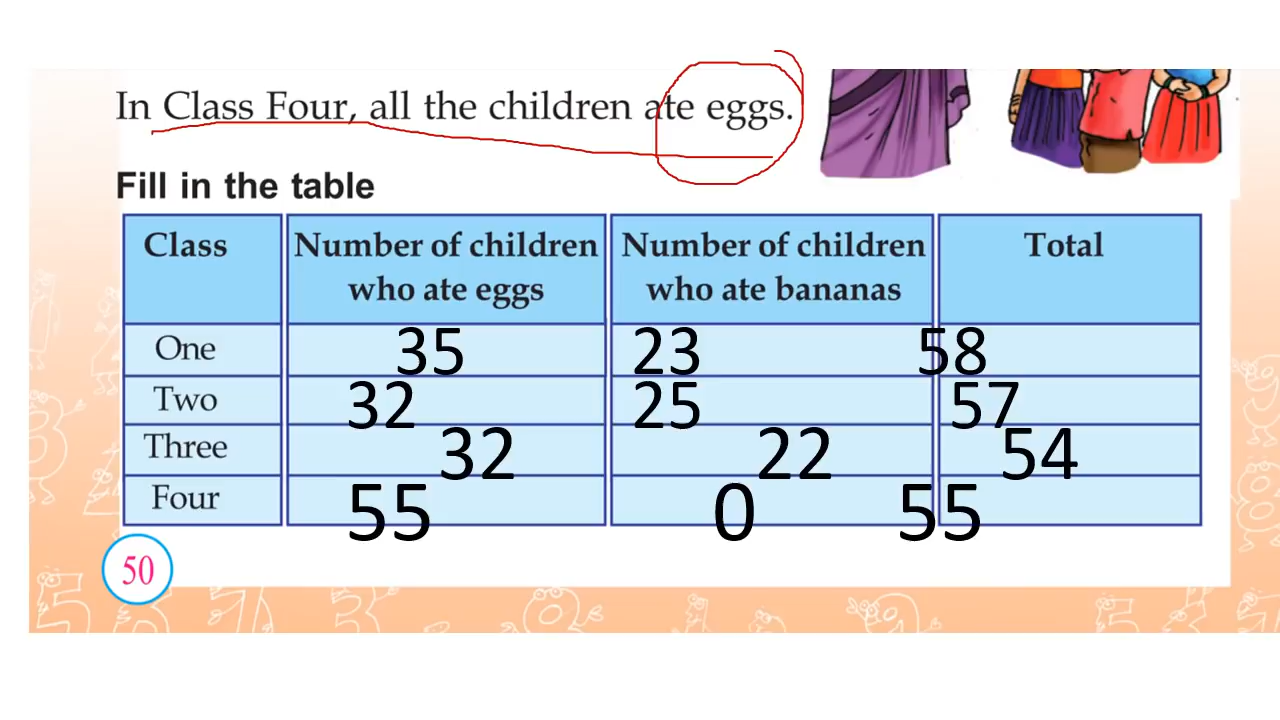 In Class Four, all the children ate eggs.
Fill in the table
Class Number of children who ate eggs Number of children who ate bananas Total
One 35 23 58
Two 32 25 57
Three 32 22 54
Four 55 0 55
50